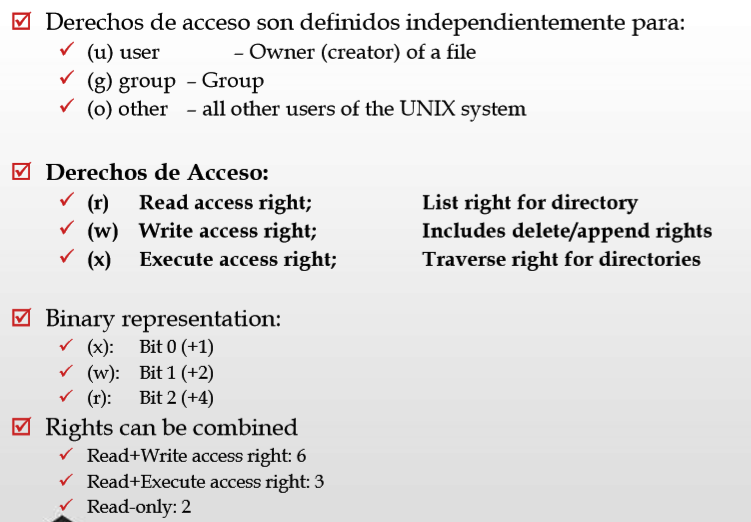 Derechos de acceso son definidos independientemente para:
(u) user – Owner (creator) of a file
(g) group – Group
(o) other – all other users of the UNIX system
Derechos de Acceso:
(r) Read access right; List right for directory
(w) Write access right; Includes delete/append rights
(x) Execute access right; Traverse right for directories
Binary representation:
(x): Bit 0 (+1)
(w): Bit 1 (+2)
(r): Bit 2 (+4)
Rights can be combined
Read+Write access right: 6
Read+Execute access right: 3
Read-only: 2